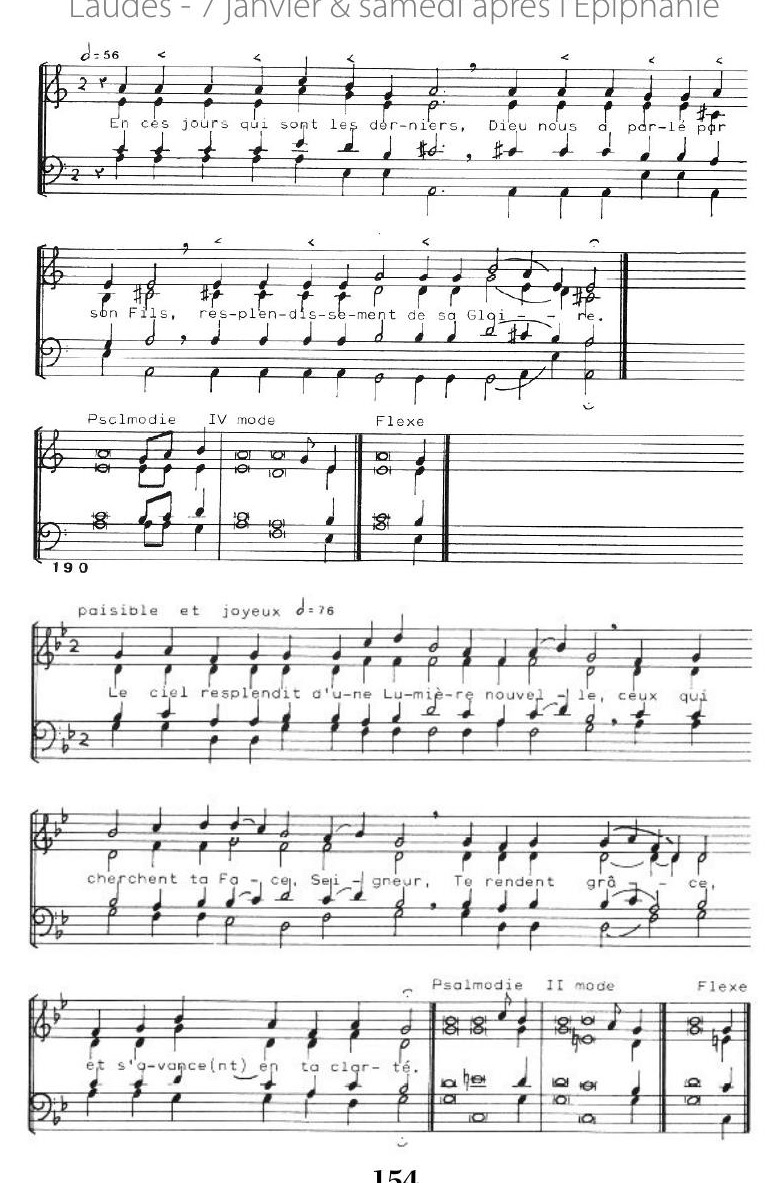 Laudes - 7 Janvier & samedi après l'Epiphanie
=56
En ces jours qui sont les der-niers, Dieu nous a par-lé par
son Fils, res-plen-dis-se-ment de sa Gloi - - re.
Psalmodie IV mode Flexe
190
paisible et joyeux =76
Le ciel resplendit d'u-ne Lu-miè-re nouvel - le, ceux qui
cherchent ta Fa - ce, Sei - gneur, Te rendent grâ - - ce,
Psalmodie II mode Flexe
et s'a-vance(nt) en ta clar-té.
154